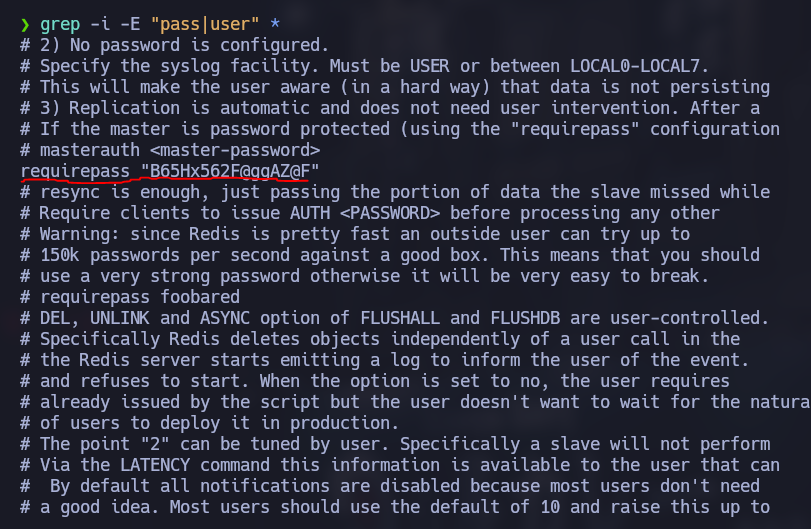 ❯ grep -i -E "pass|user" *
# 2) No password is configured.
# Specify the syslog facility. Must be USER or between LOCAL0-LOCAL7.
# This will make the user aware (in a hard way) that data is not persisting
# 3) Replication is automatic and does not need user intervention. After a
# If the master is password protected (using the "requirepass" configuration
# masterauth <master-password>
requirepass "B65Hx562F@ggAZ@F"
# resync is enough, just passing the portion of data the slave missed while
# Require clients to issue AUTH <PASSWORD> before processing any other
# Warning: since Redis is pretty fast an outside user can try up to
# 150k passwords per second against a good box. This means that you should
# use a very strong password otherwise it will be very easy to break.
# requirepass foobared
# DEL, UNLINK and ASYNC option of FLUSHALL and FLUSHDB are user-controlled.
# Specifically Redis deletes objects independently of a user call in the
# the Redis server starts emitting a log to inform the user of the event.
# and refuses to start. When the option is set to no, the user requires
# already issued by the script but the user doesn't want to wait for the natura
# of users to deploy it in production.
# The point "2" can be tuned by user. Specifically a slave will not perform
# Via the LATENCY command this information is available to the user that can
#  By default all notifications are disabled because most users don't need
# a good idea. Most users should use the default of 10 and raise this up to